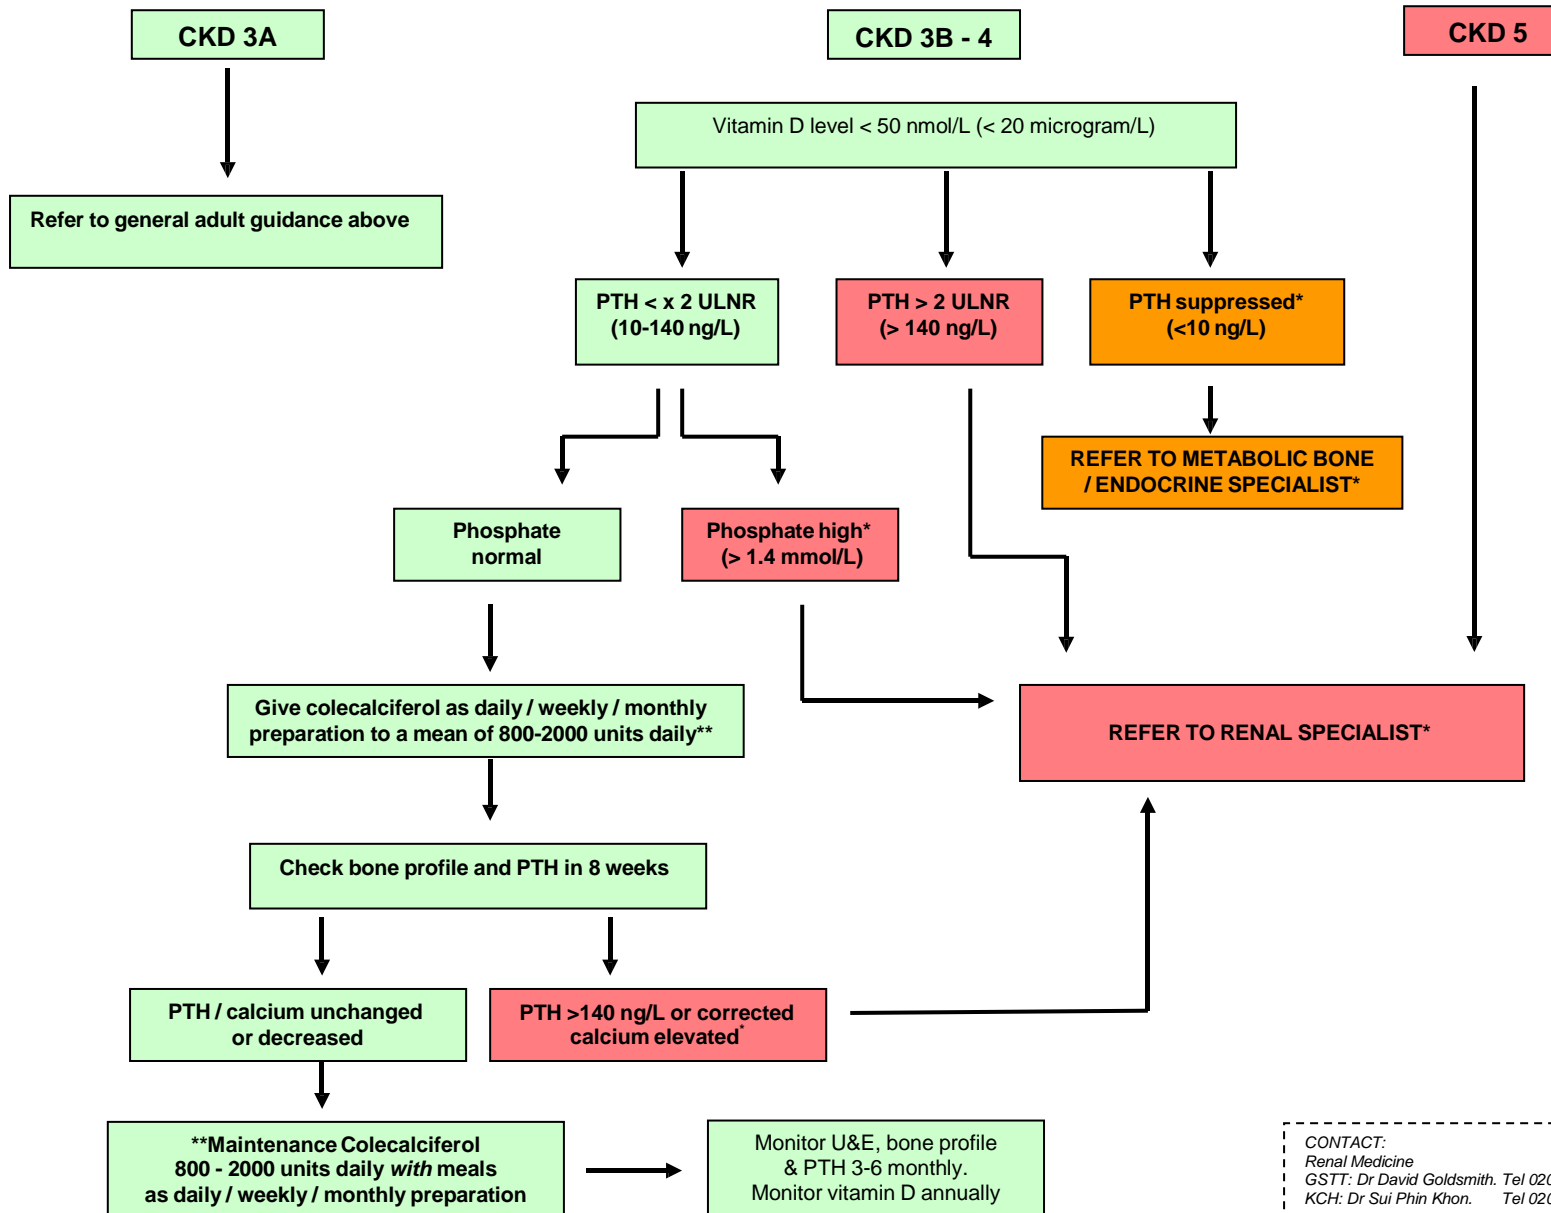 CKD 3A
CKD 3B - 4
CKD 5
Vitamin D level < 50 nmol/L (< 20 microgram/L)
Refer to general adult guidance above
PTH < x 2 ULNR
(10-140 ng/L)
PTH > 2 ULNR
(> 140 ng/L)
PTH suppressed*
(<10 ng/L)
REFER TO METABOLIC BONE
/ ENDOCRINE SPECIALIST*
Phosphate
normal
Phosphate high*
(> 1.4 mmol/L)
Give colecalciferol as daily / weekly / monthly
preparation to a mean of 800-2000 units daily**
REFER TO RENAL SPECIALIST*
Check bone profile and PTH in 8 weeks
PTH / calcium unchanged
or decreased
PTH >140 ng/L or corrected
calcium elevated*
**Maintenance Colecalciferol
800 - 2000 units daily with meals
as daily / weekly / monthly preparation
Monitor U&E, bone profile
& PTH 3-6 monthly.
Monitor vitamin D annually
CONTACT:
Renal Medicine
GSTT: Dr David Goldsmith. Tel 020
KCH: Dr Sui Phin Khon. Tel 020